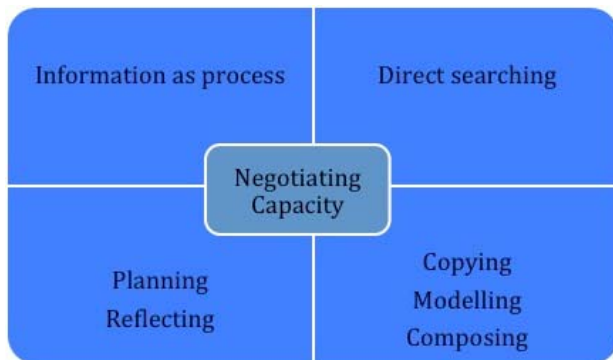 Information as process
Direct searching
Negotiating
Capacity
Planning
Reflecting
Copying
Modelling
Composing